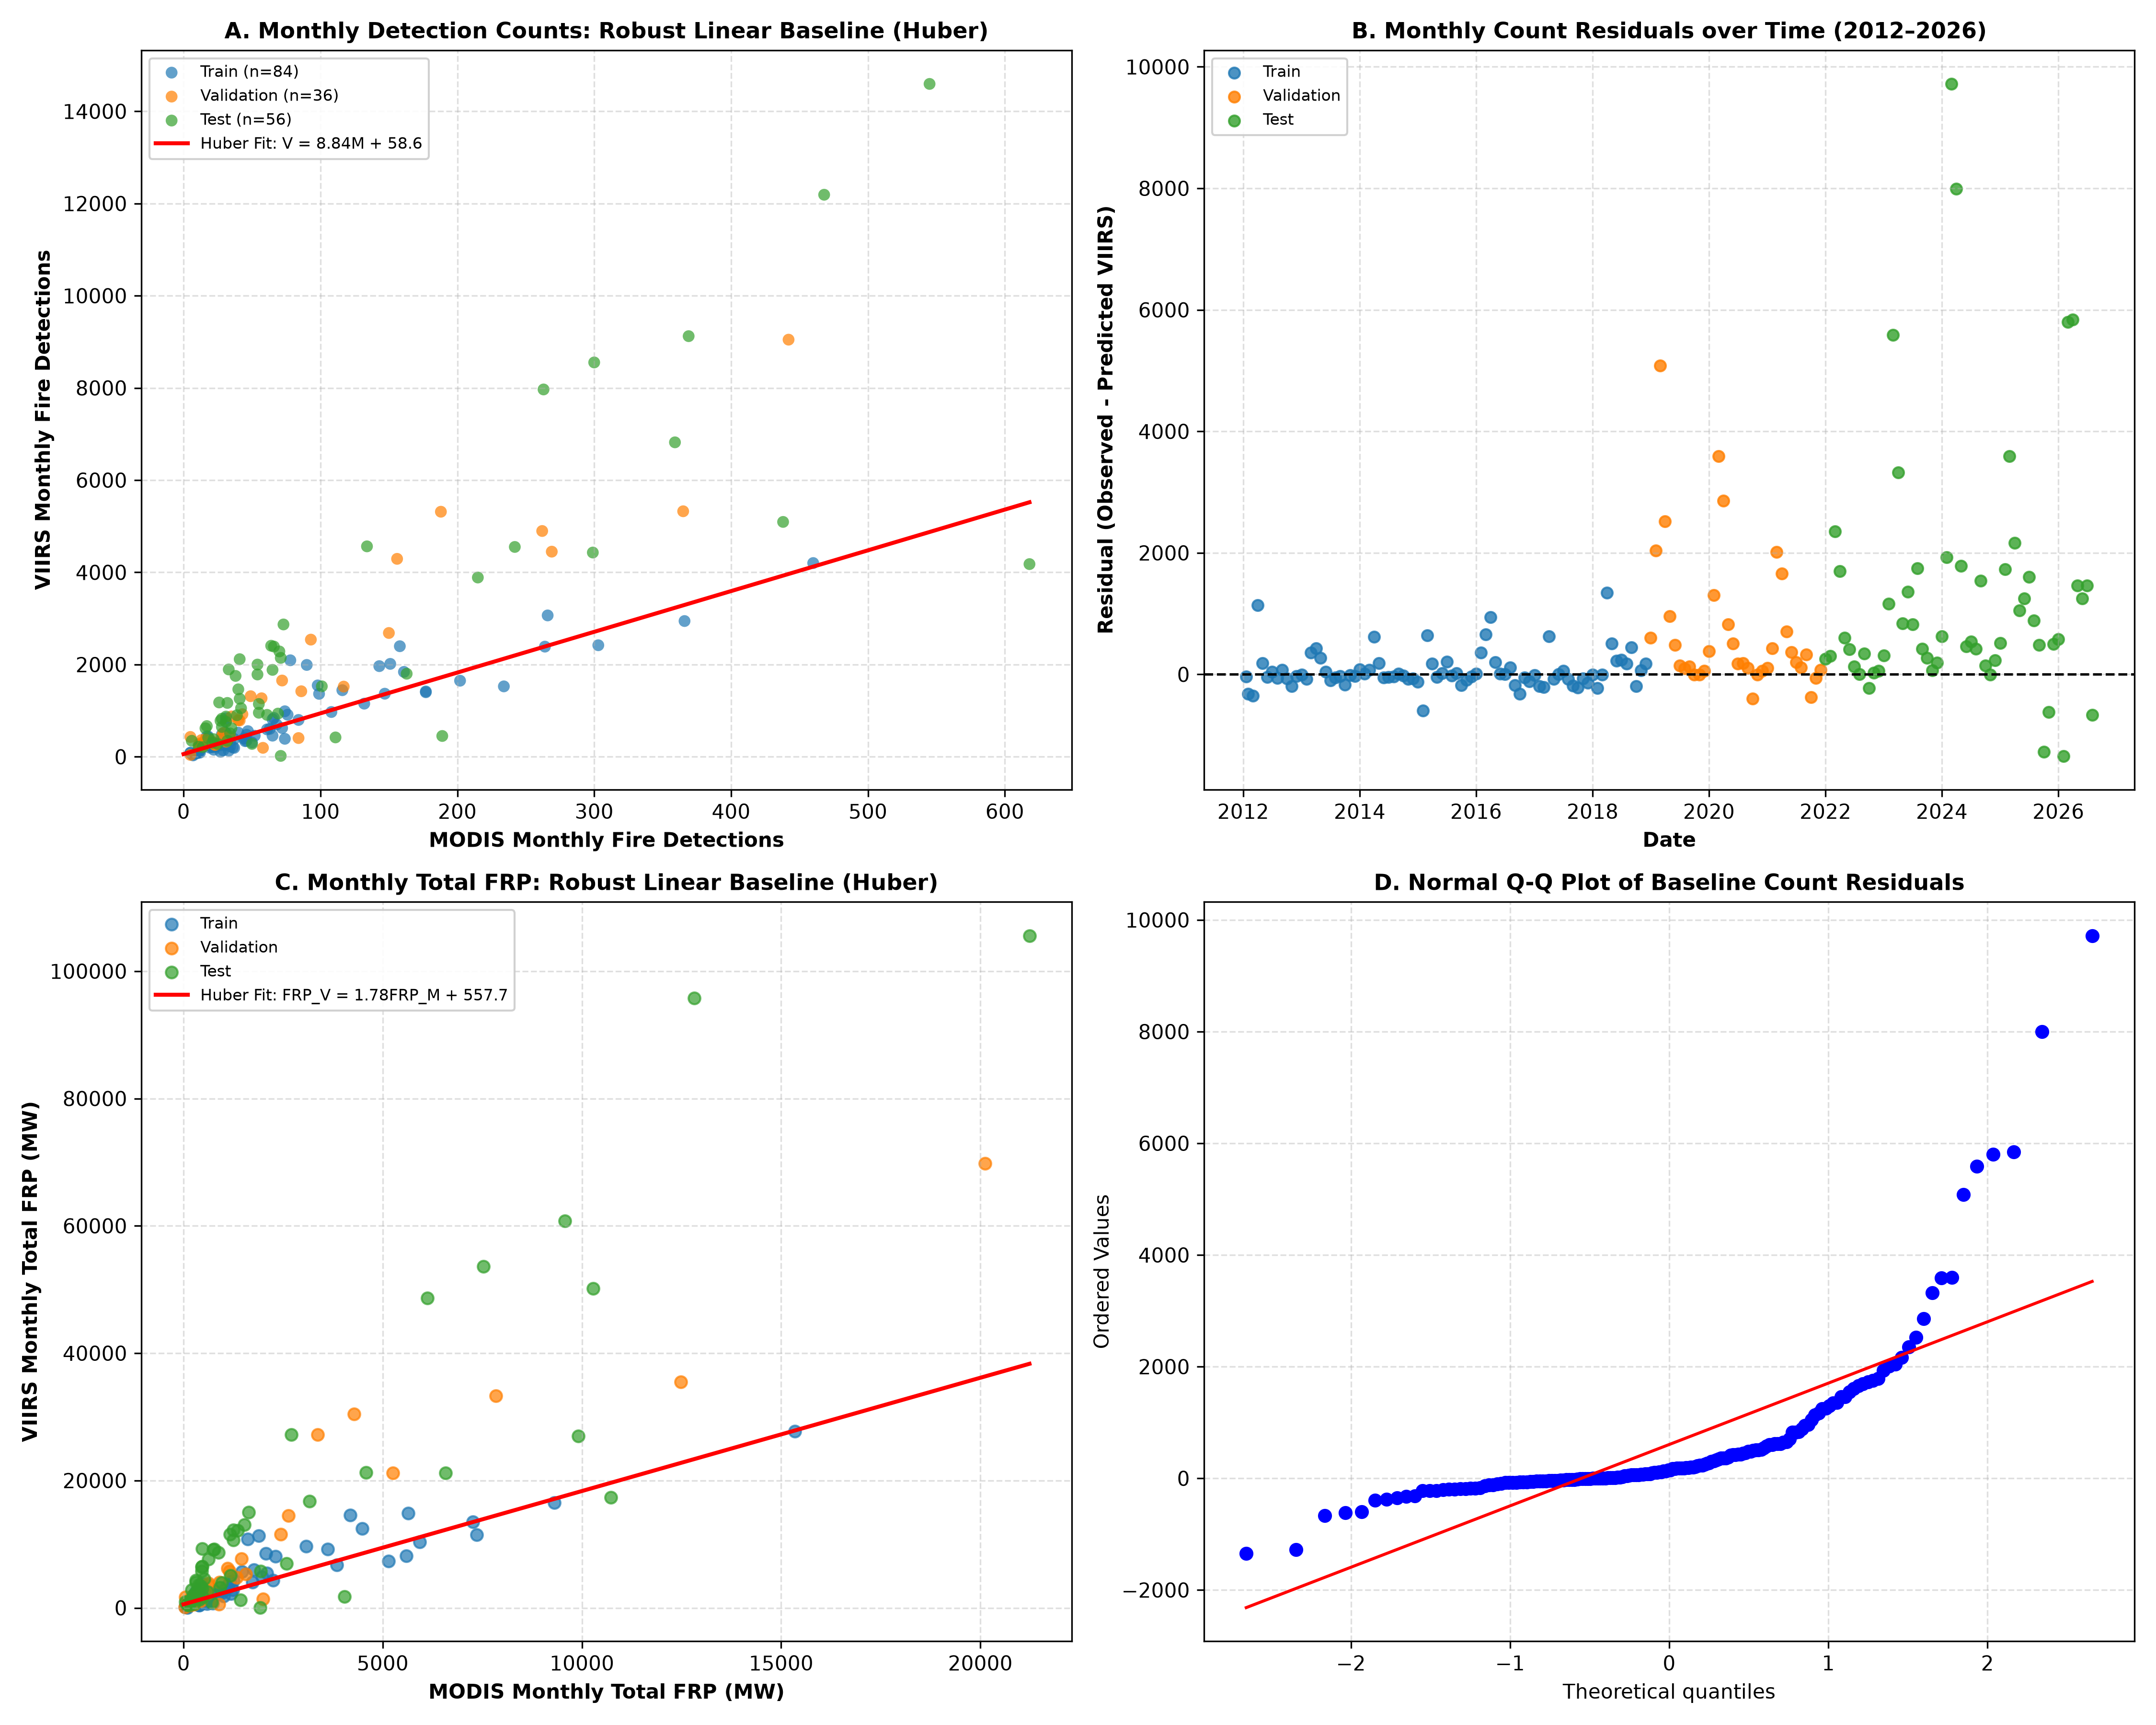 A. Monthly Detection Counts: Robust Linear Baseline (Huber)
Train (n=84)
Validation (n=36)
Test (n=56)
Huber Fit: V = 8.84M + 58.6
VIIRS Monthly Fire Detections
14000
12000
10000
8000
6000
4000
2000
0
0 100 200 300 400 500 600
MODIS Monthly Fire Detections
B. Monthly Count Residuals over Time (2012–2026)
Train
Validation
Test
Residual (Observed - Predicted VIIRS)
10000
8000
6000
4000
2000
0
2012 2014 2016 2018 2020 2022 2024 2026
Date
C. Monthly Total FRP: Robust Linear Baseline (Huber)
Train
Validation
Test
Huber Fit: FRP_V = 1.78FRP_M + 557.7
VIIRS Monthly Total FRP (MW)
100000
80000
60000
40000
20000
0
0 5000 10000 15000 20000
MODIS Monthly Total FRP (MW)
D. Normal Q-Q Plot of Baseline Count Residuals
Ordered Values
10000
8000
6000
4000
2000
0
−2000
−2 −1 0 1 2
Theoretical quantiles